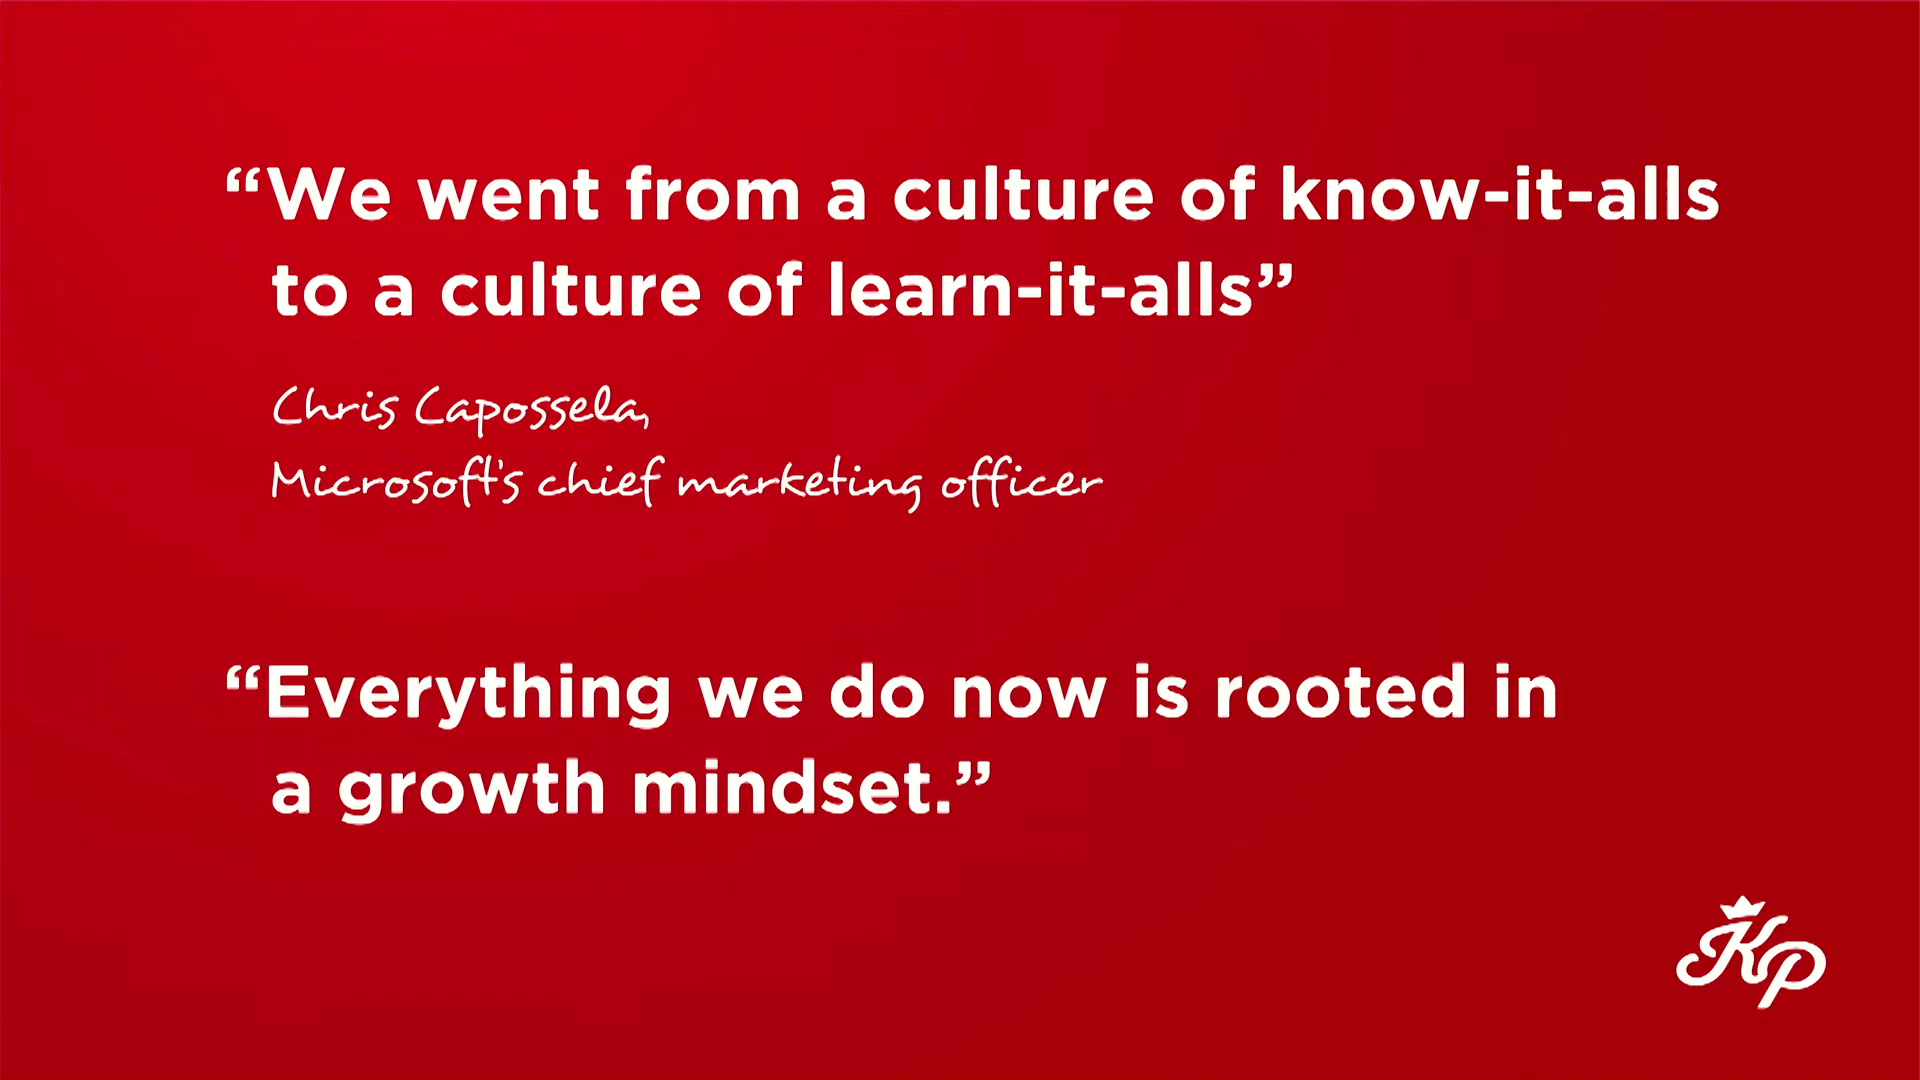 “We went from a culture of know-it-alls
to a culture of learn-it-alls”
Chris Capossela,
Microsoft's chief marketing officer
“Everything we do now is rooted in
a growth mindset.”
KP